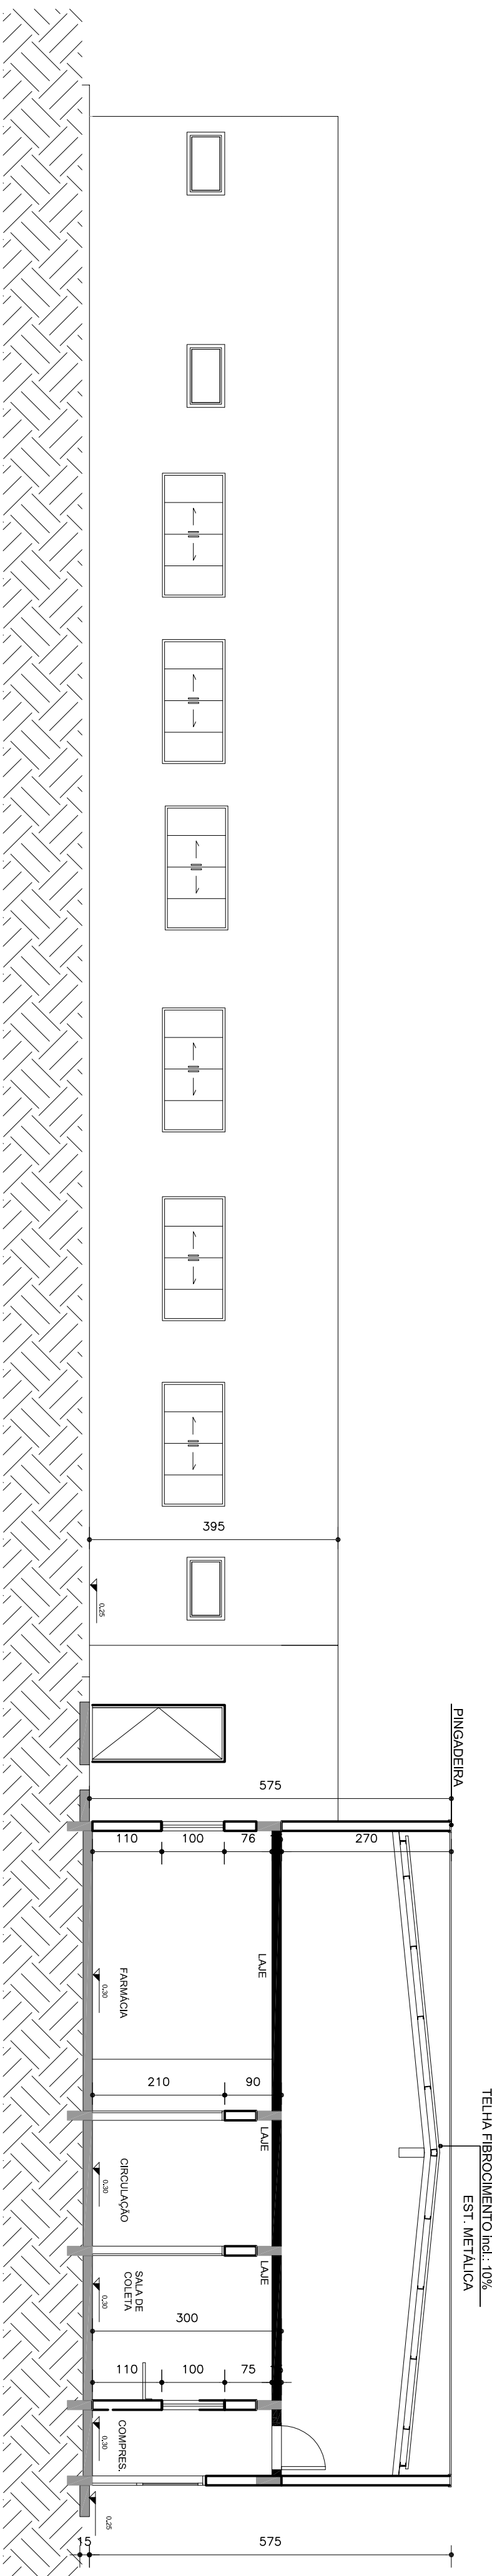 PINGADEIRA
TELHA FIBROCIMENTO incl.: 10%
EST. METÁLICA
395
0,25
575
110
100
76
270
LAJE
FARMÁCIA
0,30
210
90
LAJE
CIRCULAÇÃO
0,30
LAJE
SALA DE
COLETA
0,30
300
110
100
75
COMPRES.
0,30
0,25
15
575